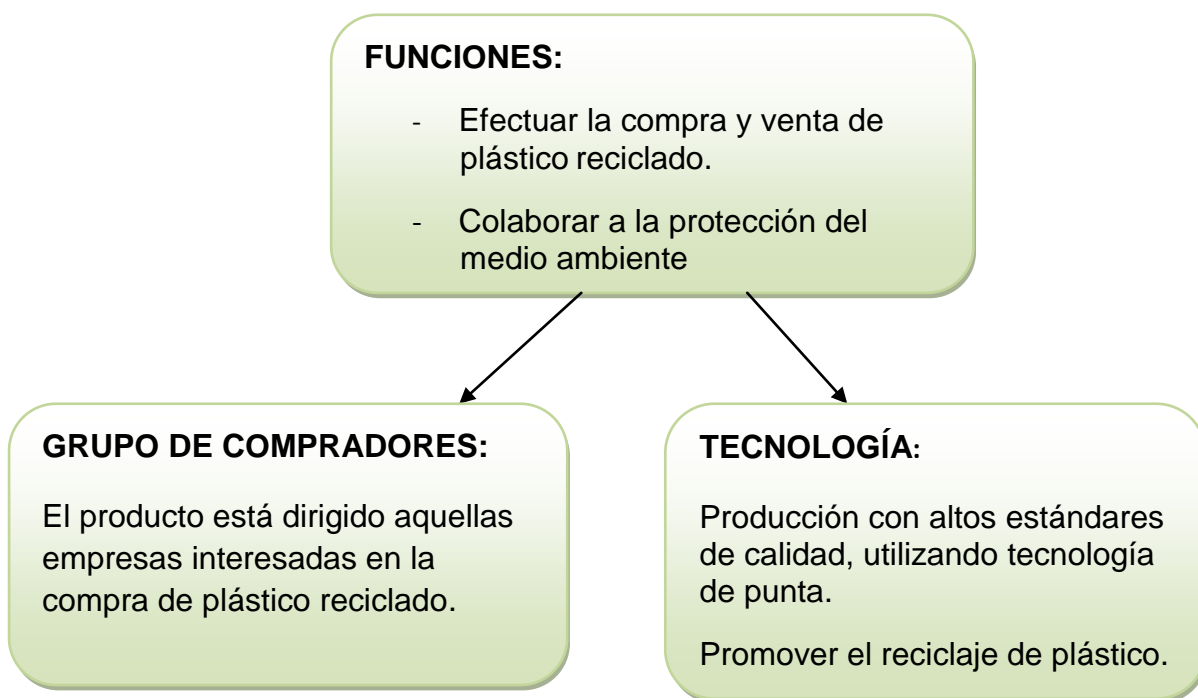 FUNCIONES:
- Efectuar la compra y venta de
plástico reciclado.
- Colaborar a la protección del
medio ambiente
GRUPO DE COMPRADORES:
El producto está dirigido aquellas
empresas interesadas en la
compra de plástico reciclado.
TECNOLOGÍA:
Producción con altos estándares
de calidad, utilizando tecnología
de punta.
Promover el reciclaje de plástico.